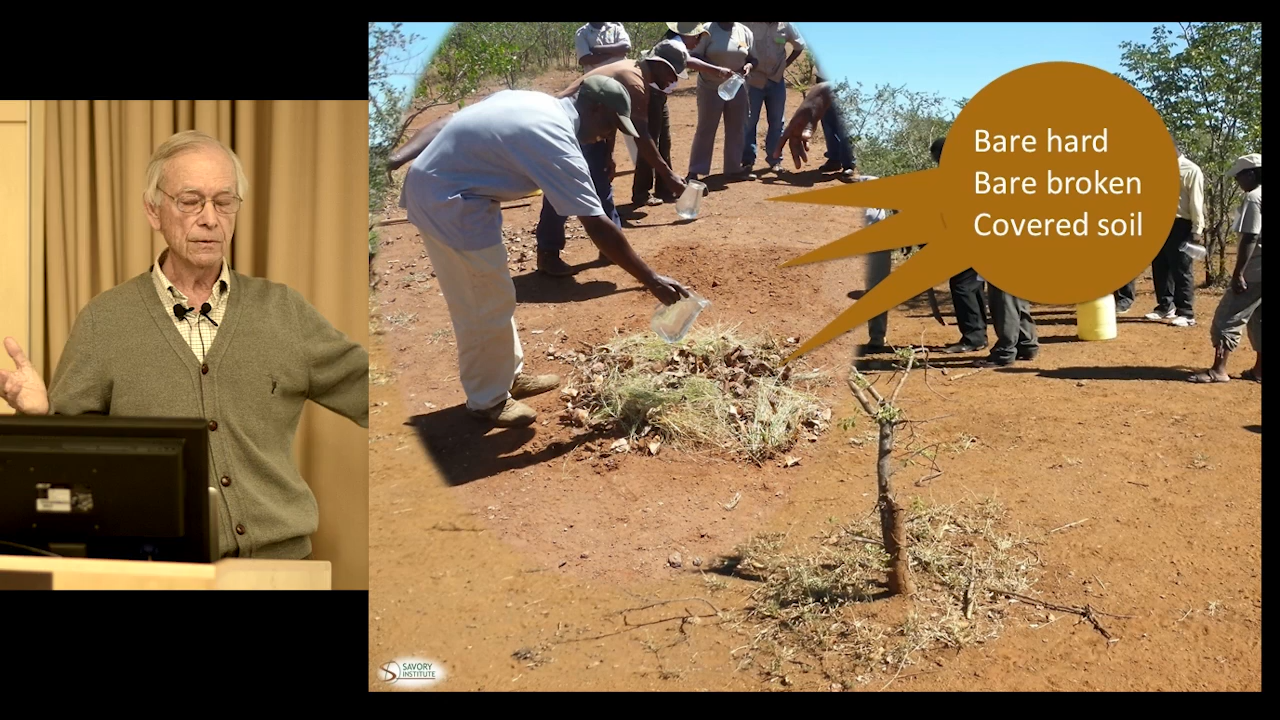 Bare hard
Bare broken
Covered soil
SAVORY
INSTITUTE